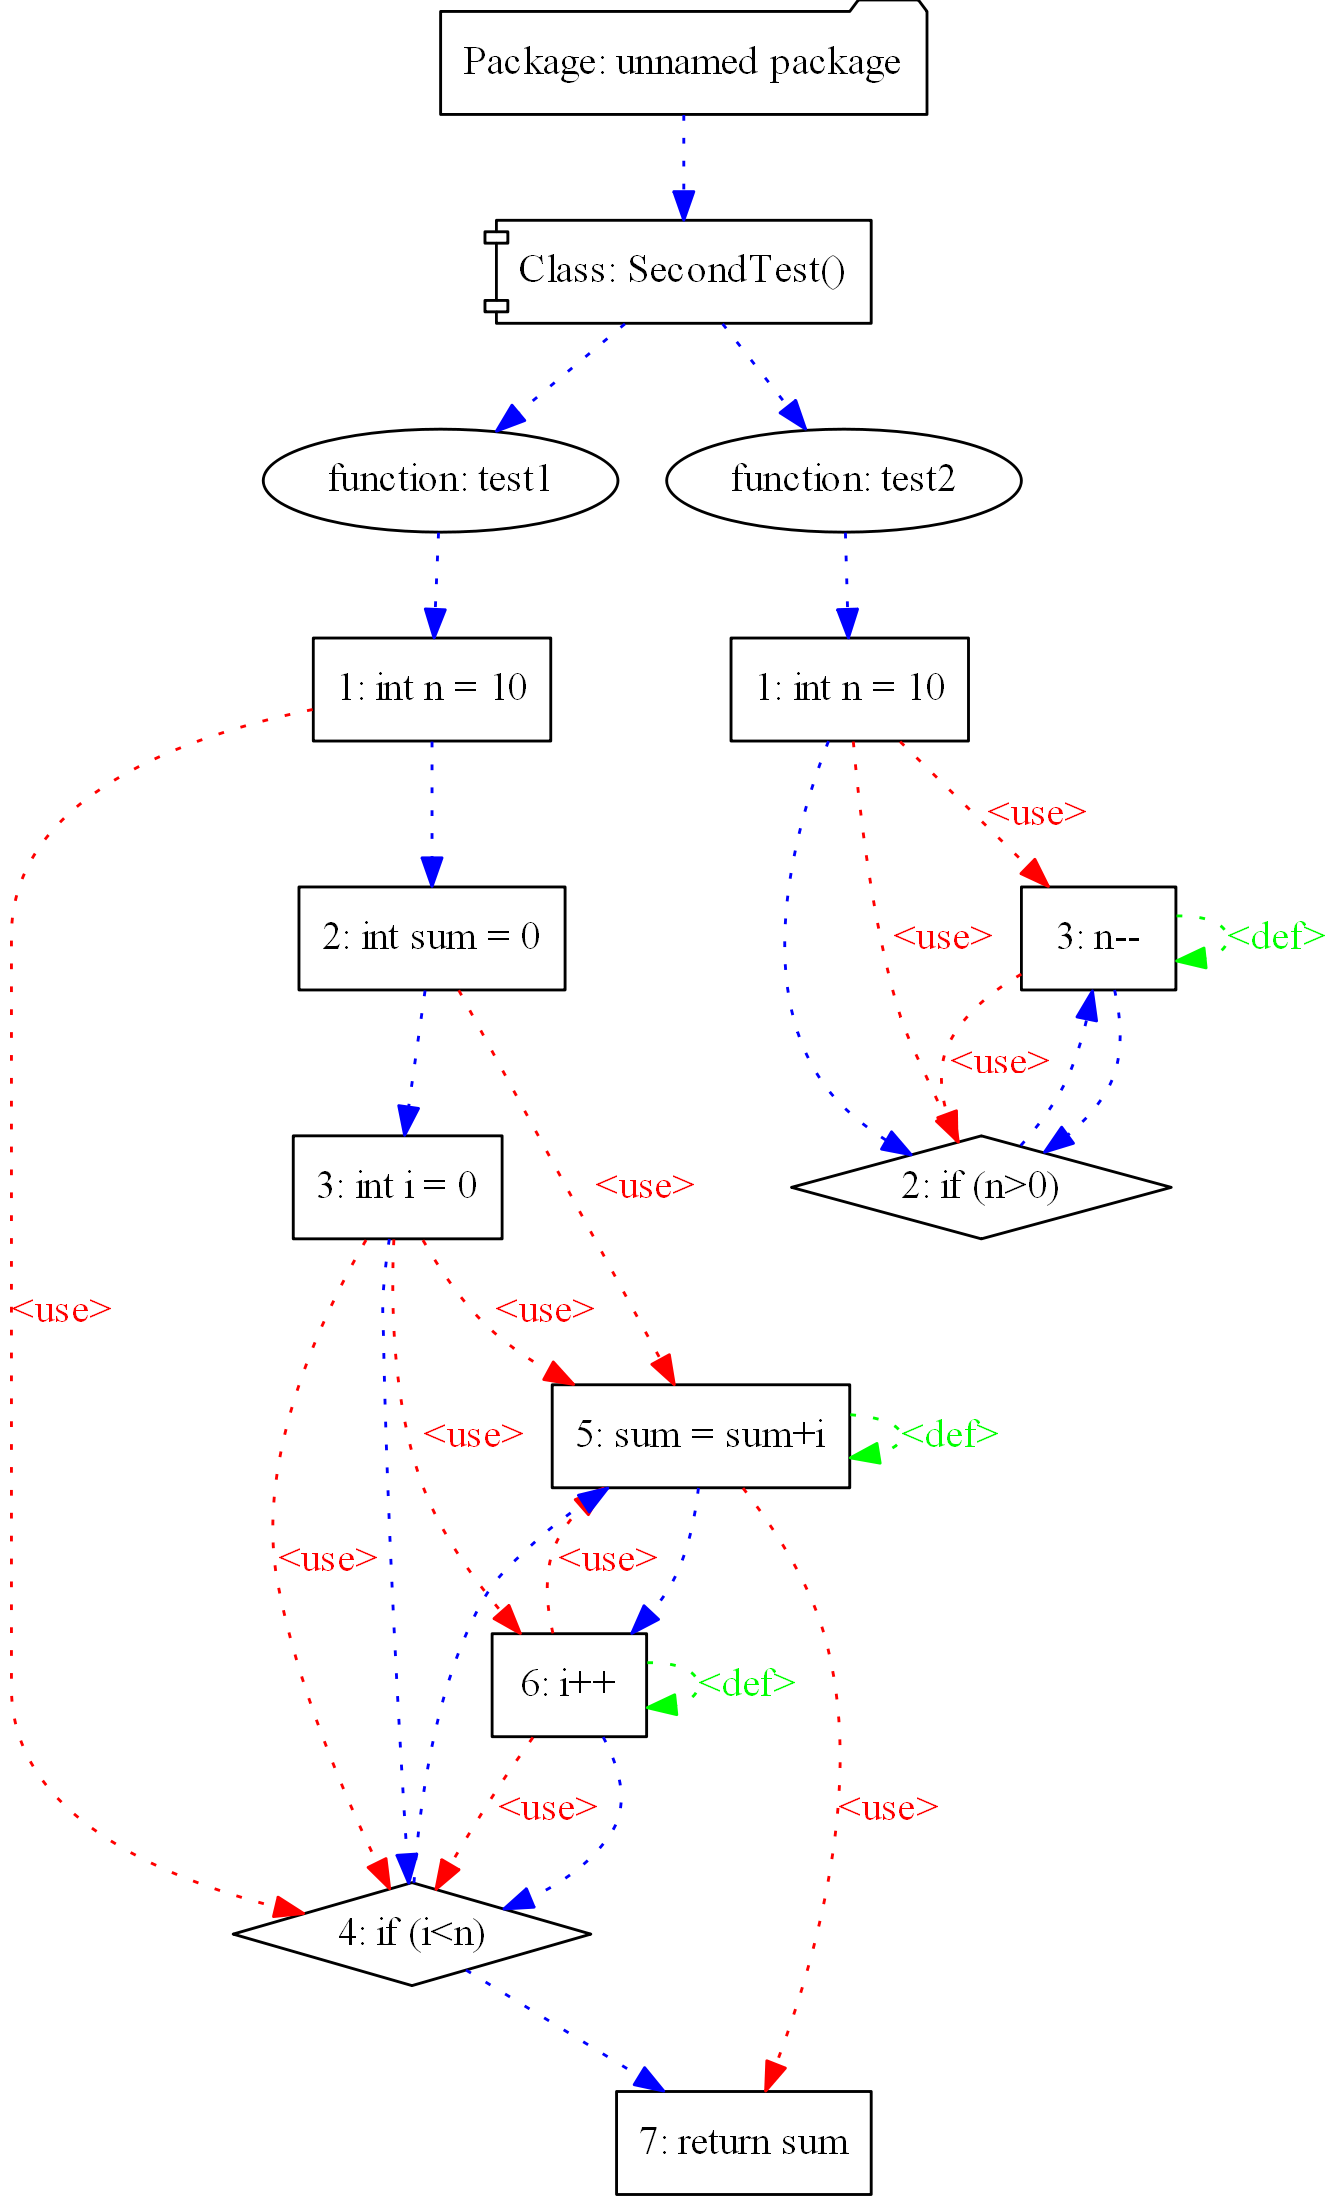 Package: unnamed package
Class: SecondTest()
function: test1
function: test2
1: int n = 10
1: int n = 10
<use>
2: int sum = 0
<use>
3: n--
<def>
<use>
3: int i = 0
<use>
2: if (n>0)
<use>
<use>
<use>
5: sum = sum+i
<def>
<use>
<use>
6: i++
<def>
<use>
<use>
4: if (i<n)
7: return sum